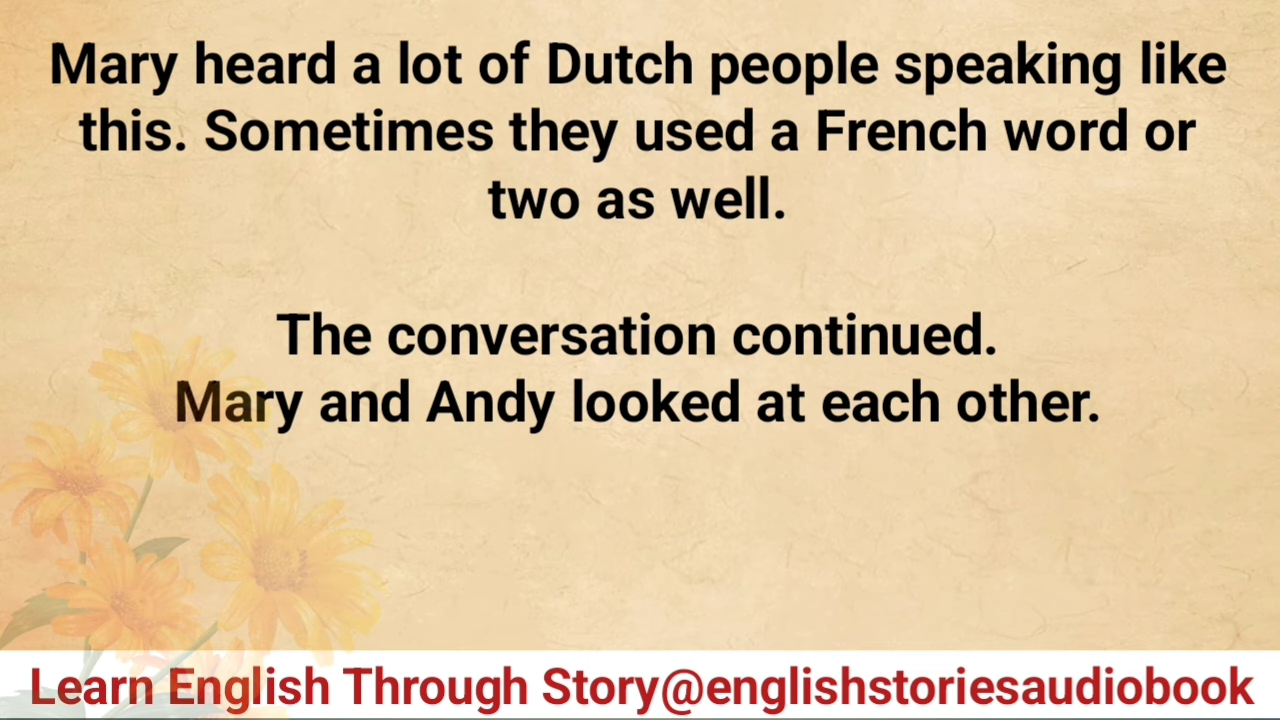 Mary heard a lot of Dutch people speaking like
this. Sometimes they used a French word or
two as well.
The conversation continued.
Mary and Andy looked at each other.
Learn English Through Story@englishstoriesaudiobook